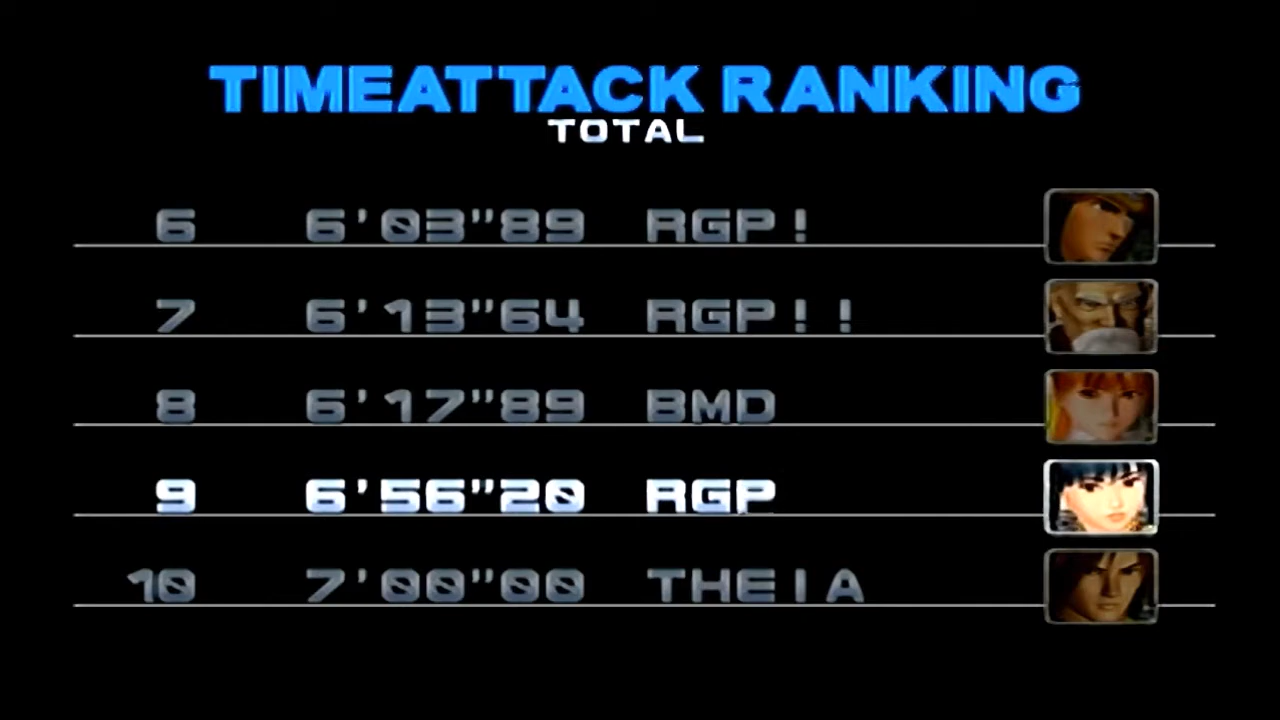 TIMEATTACK RANKING
TOTAL
6 6'03"89 RGP!
7 6'13"64 RGP!!
8 6'17"89 BMD
9 6'56"20 RGP
10 7'00"00 THEIA